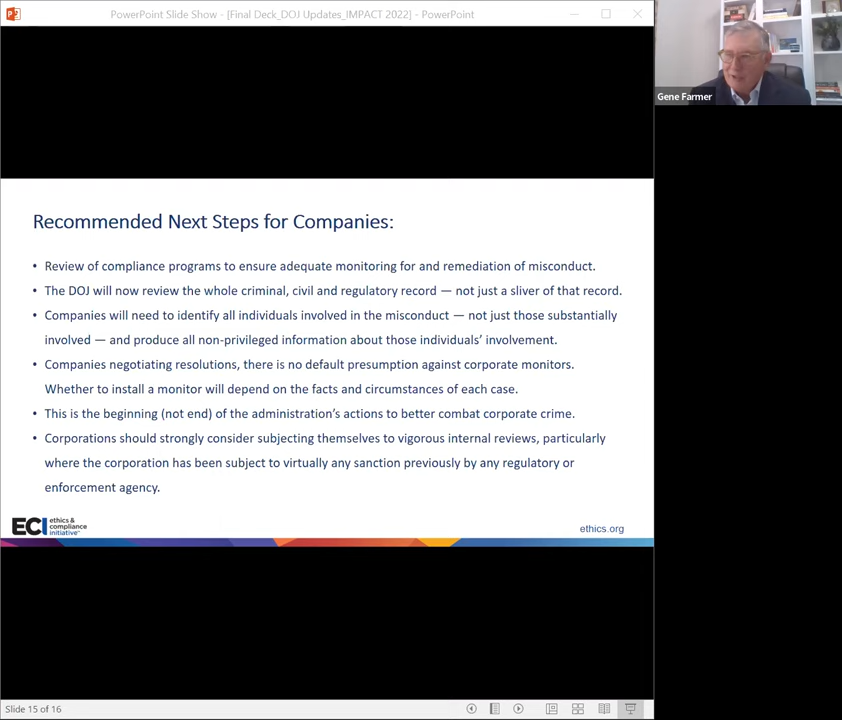 PowerPoint Slide Show - [Final Deck_DOJ Updates_IMPACT 2022] - PowerPoint
Gene Farmer
Recommended Next Steps for Companies:
• Review of compliance programs to ensure adequate monitoring for and remediation of misconduct.
• The DOJ will now review the whole criminal, civil and regulatory record — not just a sliver of that record.
• Companies will need to identify all individuals involved in the misconduct — not just those substantially
involved — and produce all non-privileged information about those individuals’ involvement.
• Companies negotiating resolutions, there is no default presumption against corporate monitors.
Whether to install a monitor will depend on the facts and circumstances of each case.
• This is the beginning (not end) of the administration’s actions to better combat corporate crime.
• Corporations should strongly consider subjecting themselves to vigorous internal reviews, particularly
where the corporation has been subject to virtually any sanction previously by any regulatory or
enforcement agency.
ECI
ethics &
compliance
initiative™
ethics.org
Slide 15 of 16